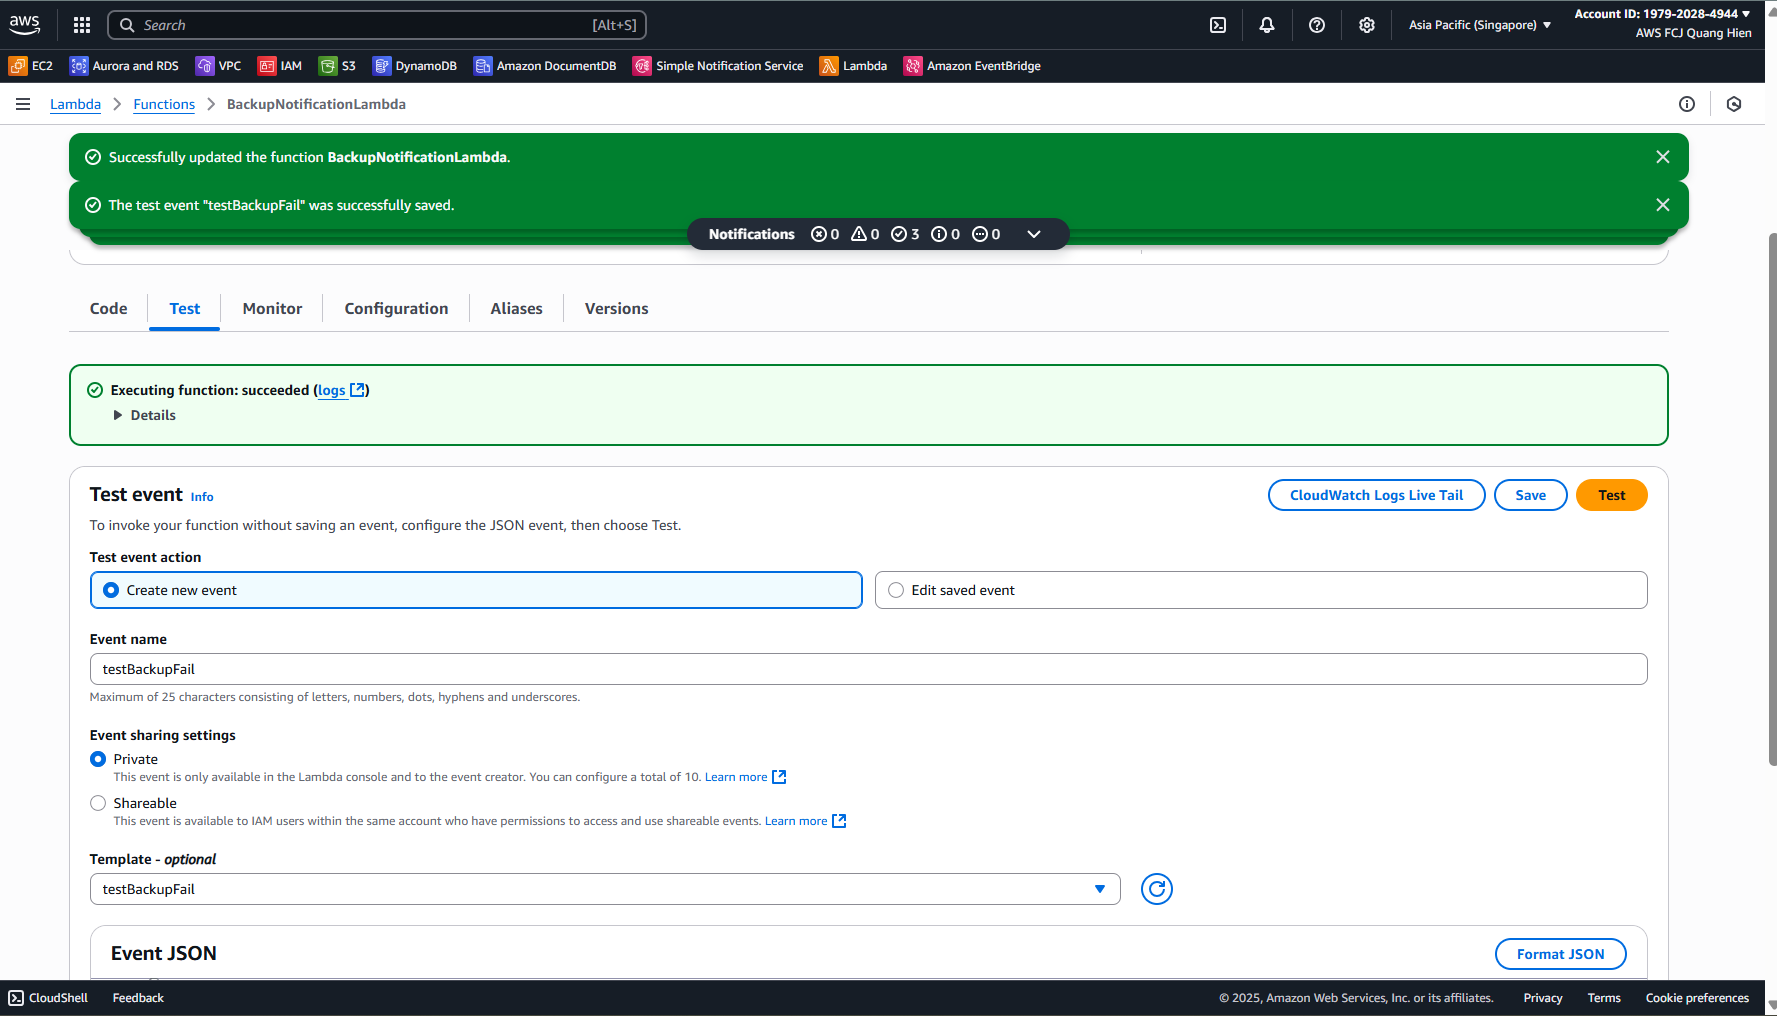 aws
Search [Alt+S]
Asia Pacific (Singapore)
Account ID: 1979-2028-4944
AWS FCJ Quang Hien
EC2 Aurora and RDS VPC IAM S3 DynamoDB Amazon DocumentDB Simple Notification Service Lambda Amazon EventBridge
Lambda Functions BackupNotificationLambda
Successfully updated the function BackupNotificationLambda.
The test event "testBackupFail" was successfully saved.
Notifications 0 0 3 0 0
Code Test Monitor Configuration Aliases Versions
Executing function: succeeded (logs)
Details
Test event Info
CloudWatch Logs Live Tail Save Test
To invoke your function without saving an event, configure the JSON event, then choose Test.
Test event action
Create new event Edit saved event
Event name
testBackupFail
Maximum of 25 characters consisting of letters, numbers, dots, hyphens and underscores.
Event sharing settings
Private
This event is only available in the Lambda console and to the event creator. You can configure a total of 10. Learn more
Shareable
This event is available to IAM users within the same account who have permissions to access and use shareable events. Learn more
Template - optional
testBackupFail
Event JSON Format JSON
CloudShell Feedback © 2025, Amazon Web Services, Inc. or its affiliates. Privacy Terms Cookie preferences